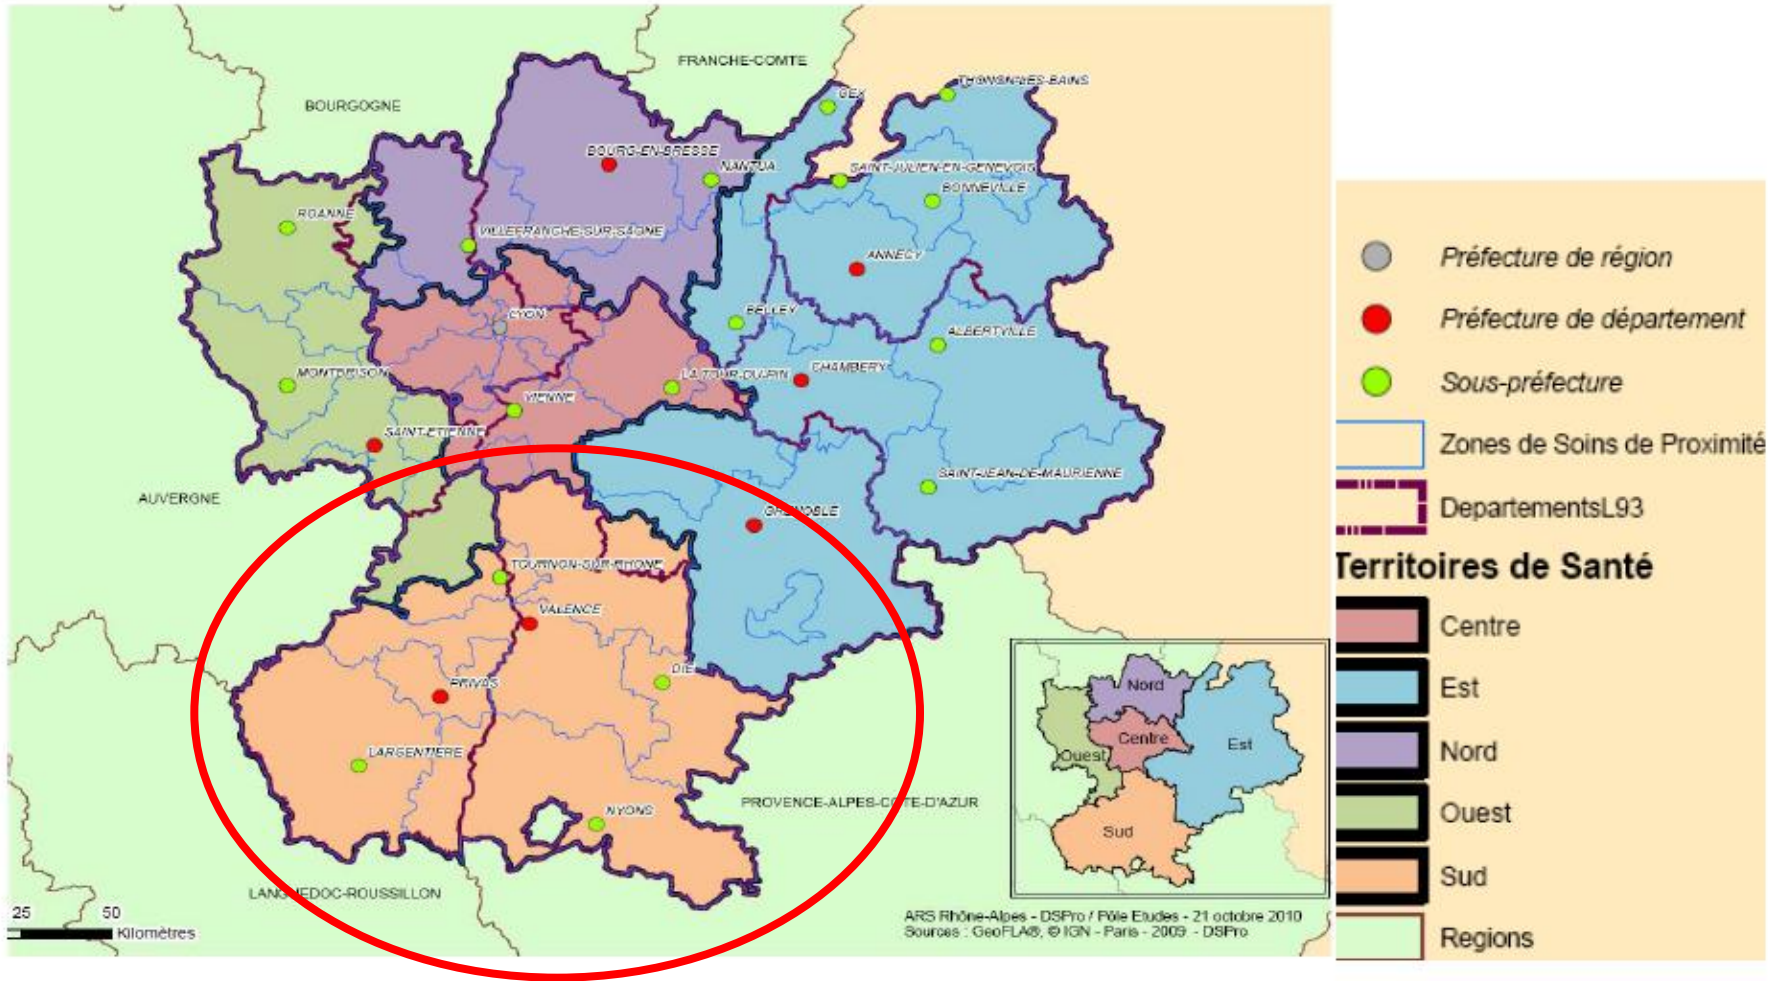 FRANCHE-COMTE
THONON-LES-BAINS
GEX
BOURGOGNE
BOURG-EN-BRESSE
NANTUA
SAINT-JULIEN-EN-GENEVOIS
BONNEVILLE
ROANNE
VILLEFRANCHE-SUR-SAONE
ANNECY
LYON
BELLEY
ALBERTVILLE
MONTBRISON
LA TOUR-DU-PIN
CHAMBERY
VIENNE
SAINT-ETIENNE
SAINT-JEAN-DE-MAURIENNE
AUVERGNE
GRENOBLE
TOURNON-SUR-RHONE
VALENCE
DIE
PRIVAS
LARGENTIERE
NYONS
PROVENCE-ALPES-COTE-D'AZUR
LANGUEDOC-ROUSSILLON
25 50
Kilomètres
Nord
Centre
Est
Ouest
Sud
ARS Rhône-Alpes - DSPro / Pôle Etudes - 21 octobre 2010
Sources : GeoFLA®, © IGN - Paris - 2009 - DSPro
Préfecture de région
Préfecture de département
Sous-préfecture
Zones de Soins de Proximité
DepartementsL93
Territoires de Santé
Centre
Est
Nord
Ouest
Sud
Regions